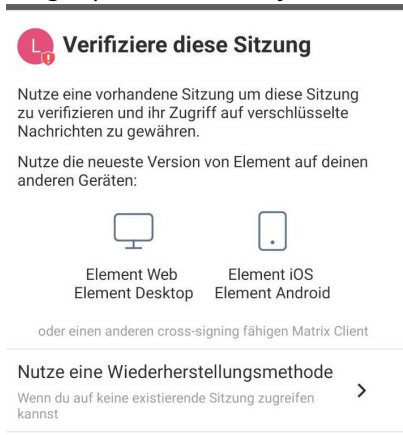 L
Verifiziere diese Sitzung
Nutze eine vorhandene Sitzung um diese Sitzung
zu verifizieren und ihr Zugriff auf verschlüsselte
Nachrichten zu gewähren.
Nutze die neueste Version von Element auf deinen
anderen Geräten:
Element Web
Element Desktop
Element iOS
Element Android
oder einen anderen cross-signing fähigen Matrix Client
Nutze eine Wiederherstellungsmethode
Wenn du auf keine existierende Sitzung zugreifen
kannst